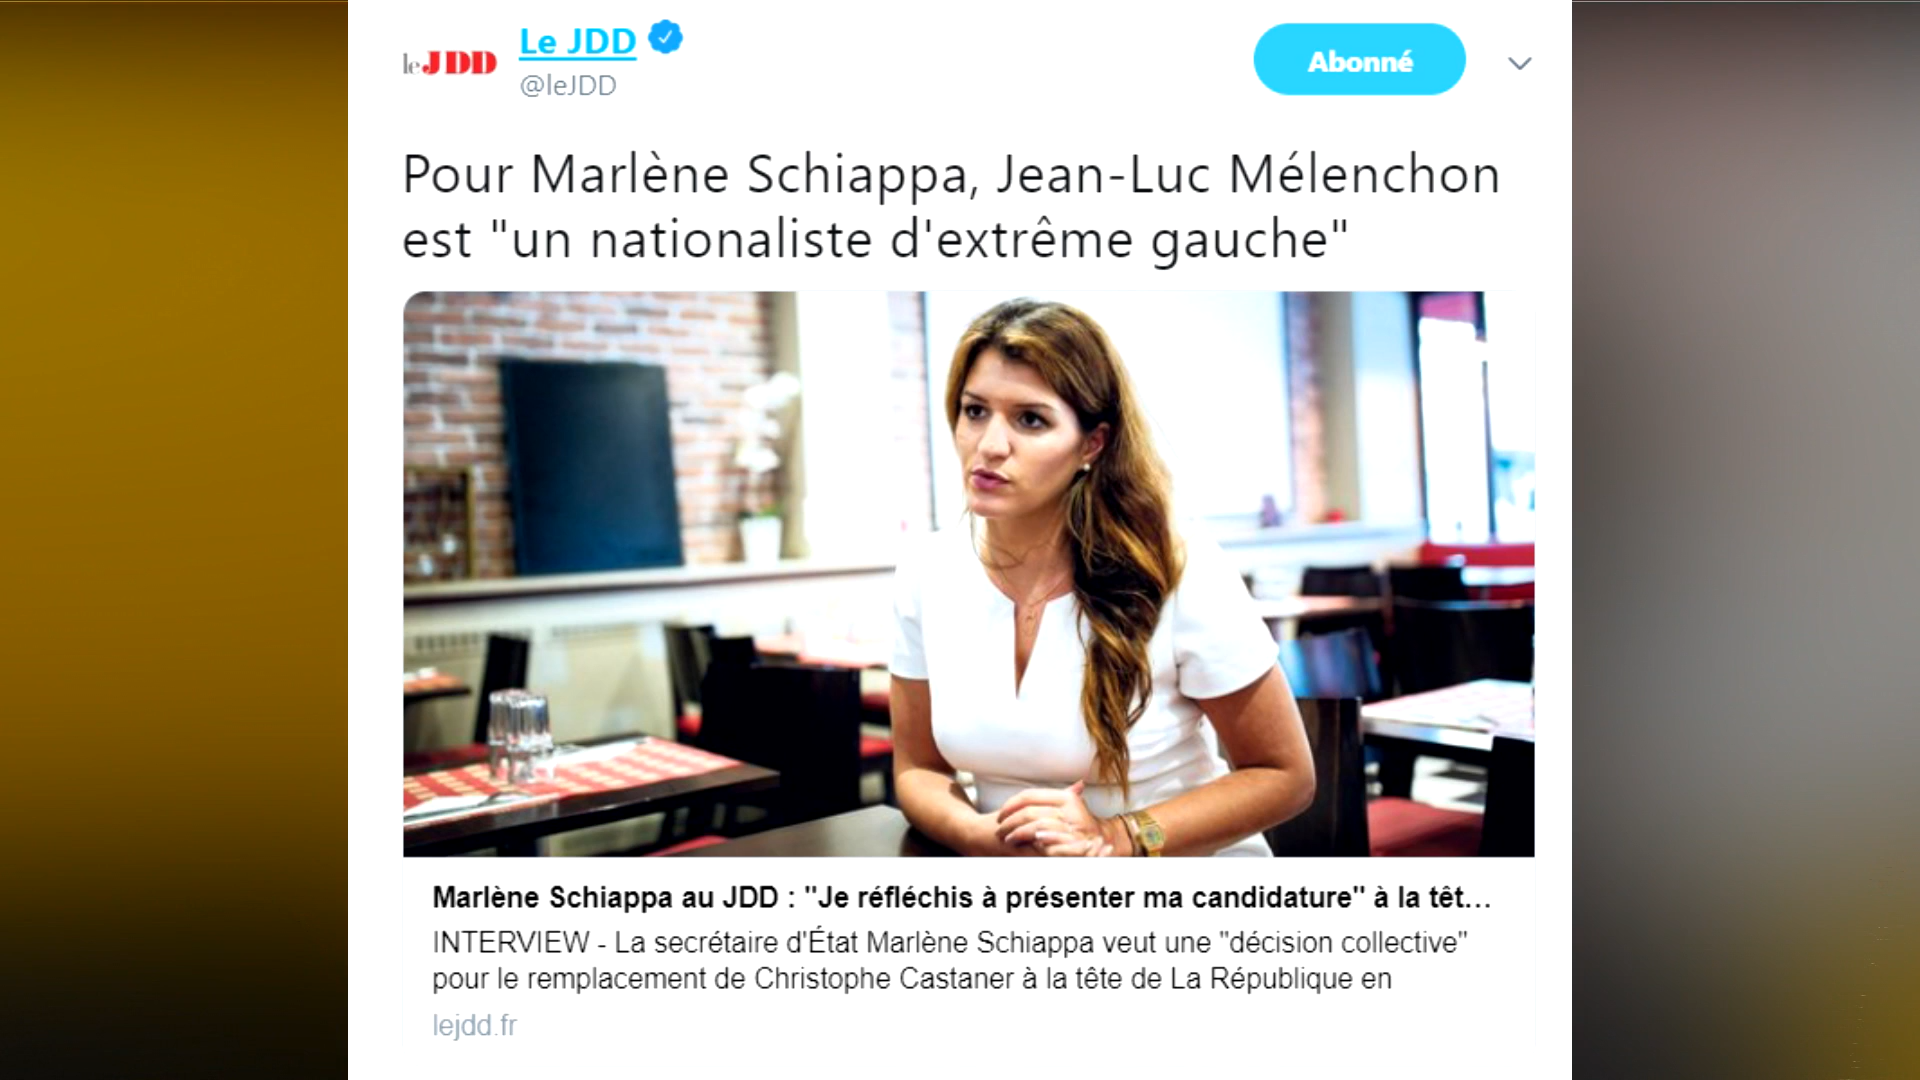 le JDD
Le JDD
@leJDD
Abonné
Pour Marlène Schiappa, Jean-Luc Mélenchon
est "un nationaliste d'extrême gauche"
Marlène Schiappa au JDD : "Je réfléchis à présenter ma candidature" à la têt...
INTERVIEW - La secrétaire d'État Marlène Schiappa veut une "décision collective"
pour le remplacement de Christophe Castaner à la tête de La République en
lejdd.fr